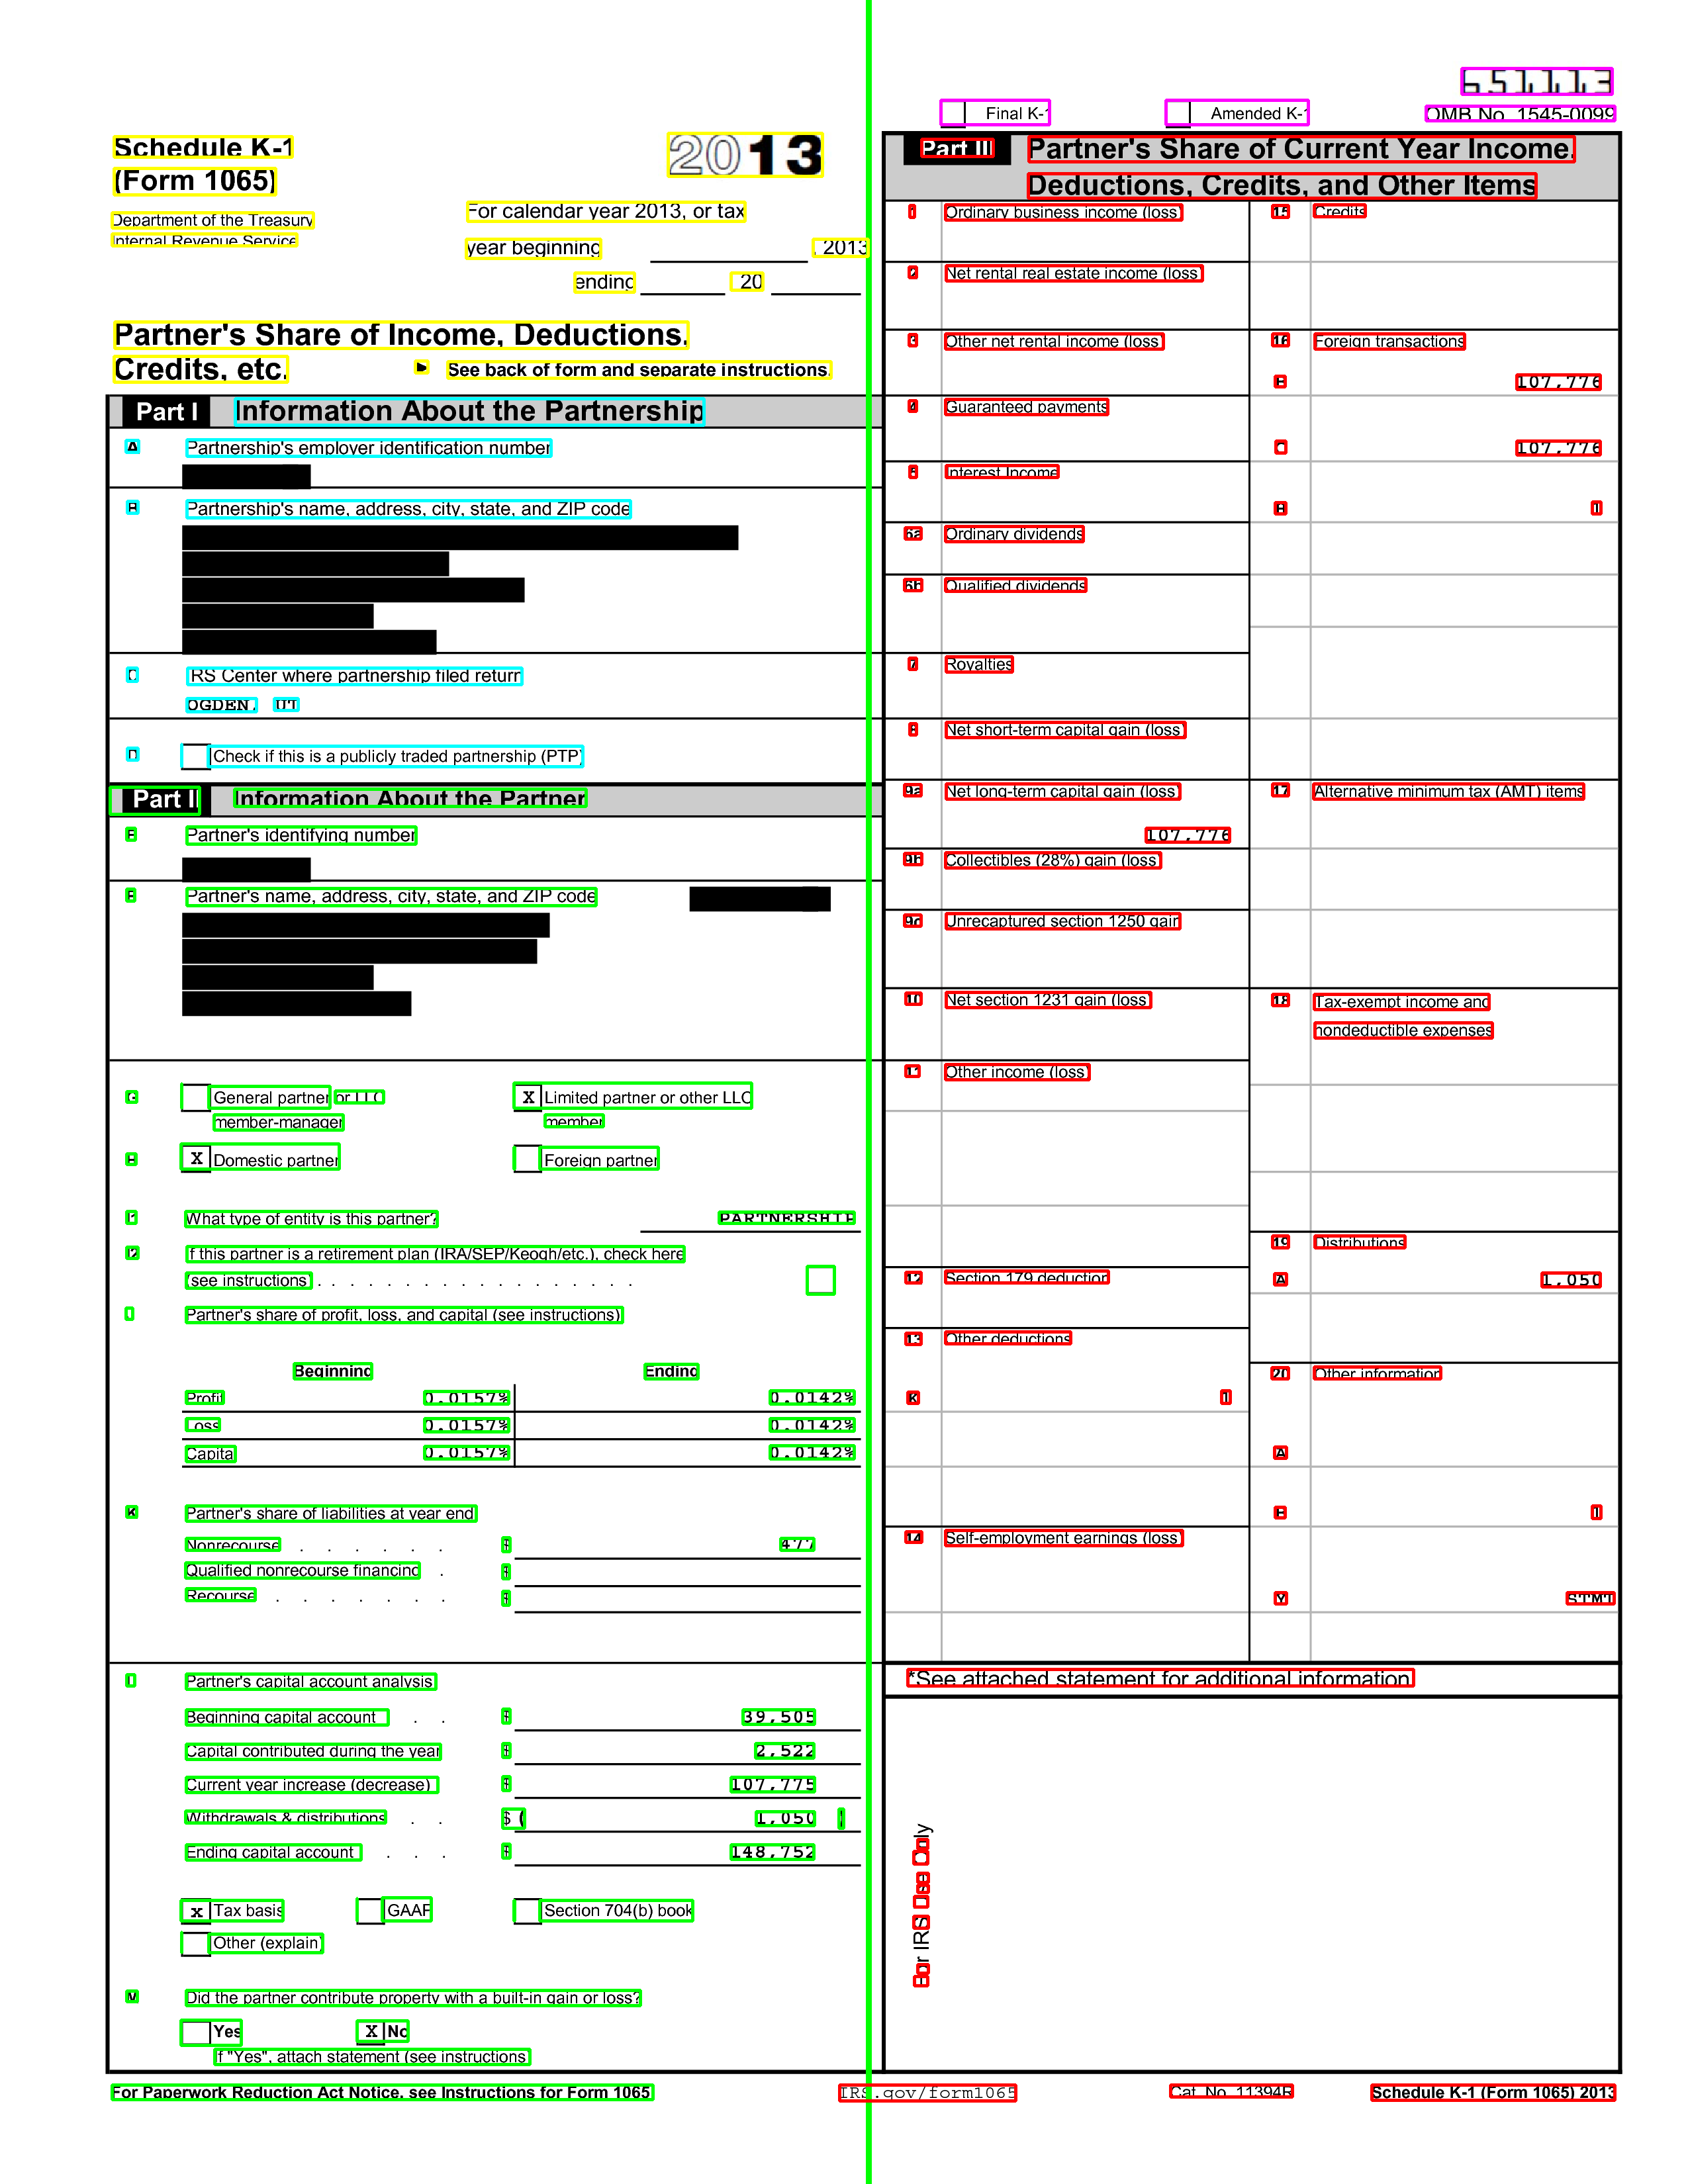 651113
Final K-1 Amended K-1 OMB No. 1545-0099
Schedule K-1
(Form 1065)
2013
Department of the Treasury
Internal Revenue Service
For calendar year 2013, or tax
year beginning , 2013
ending 20
Partner's Share of Income, Deductions,
Credits, etc. ► See back of form and separate instructions.
Part I Information About the Partnership
A Partnership's employer identification number
B Partnership's name, address, city, state, and ZIP code
C IRS Center where partnership filed return
OGDEN, UT
D Check if this is a publicly traded partnership (PTP)
Part II Information About the Partner
E Partner's identifying number
F Partner's name, address, city, state, and ZIP code
G General partner or LLC
member-manager
X Limited partner or other LLC
member
H X Domestic partner Foreign partner
I1 What type of entity is this partner? PARTNERSHIP
I2 If this partner is a retirement plan (IRA/SEP/Keogh/etc.), check here
(see instructions) . . . . . . . . . . . . . . . . .
J Partner's share of profit, loss, and capital (see instructions)
Beginning Ending
Profit 0.0157% 0.0142%
Loss 0.0157% 0.0142%
Capital 0.0157% 0.0142%
K Partner's share of liabilities at year end
Nonrecourse . . . . . . $ 477
Qualified nonrecourse financing . $
Recourse . . . . . . . $
L Partner's capital account analysis
Beginning capital account . . $ 39,505
Capital contributed during the year $ 2,522
Current year increase (decrease) $ 107,775
Withdrawals & distributions . . $ ( 1,050 )
Ending capital account . . . $ 148,752
X Tax basis GAAP Section 704(b) book
Other (explain)
M Did the partner contribute property with a built-in gain or loss?
Yes X No
If "Yes", attach statement (see instructions)
Part III Partner's Share of Current Year Income,
Deductions, Credits, and Other Items
1 Ordinary business income (loss)
2 Net rental real estate income (loss)
3 Other net rental income (loss)
4 Guaranteed payments
5 Interest Income
6a Ordinary dividends
6b Qualified dividends
7 Royalties
8 Net short-term capital gain (loss)
9a Net long-term capital gain (loss)
107,776
9b Collectibles (28%) gain (loss)
9c Unrecaptured section 1250 gain
10 Net section 1231 gain (loss)
11 Other income (loss)
12 Section 179 deduction
13 Other deductions
K 1
14 Self-employment earnings (loss)
15 Credits
16 Foreign transactions
B 107,776
C 107,776
H 1
17 Alternative minimum tax (AMT) items
18 Tax-exempt income and
nondeductible expenses
19 Distributions
A 1,050
20 Other information
A
B 1
Y STMT
*See attached statement for additional information.
For IRS Use Only
For Paperwork Reduction Act Notice, see Instructions for Form 1065 IRS.gov/form1065 Cat. No. 11394R Schedule K-1 (Form 1065) 2013